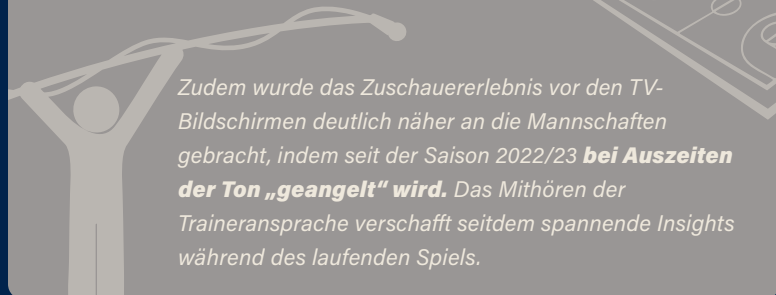 Zudem wurde das Zuschauererlebnis vor den TV-
Bildschirmen deutlich näher an die Mannschaften
gebracht, indem seit der Saison 2022/23 bei Auszeiten
der Ton „geangelt“ wird. Das Mithören der
Traineransprache verschafft seitdem spannende Insights
während des laufenden Spiels.